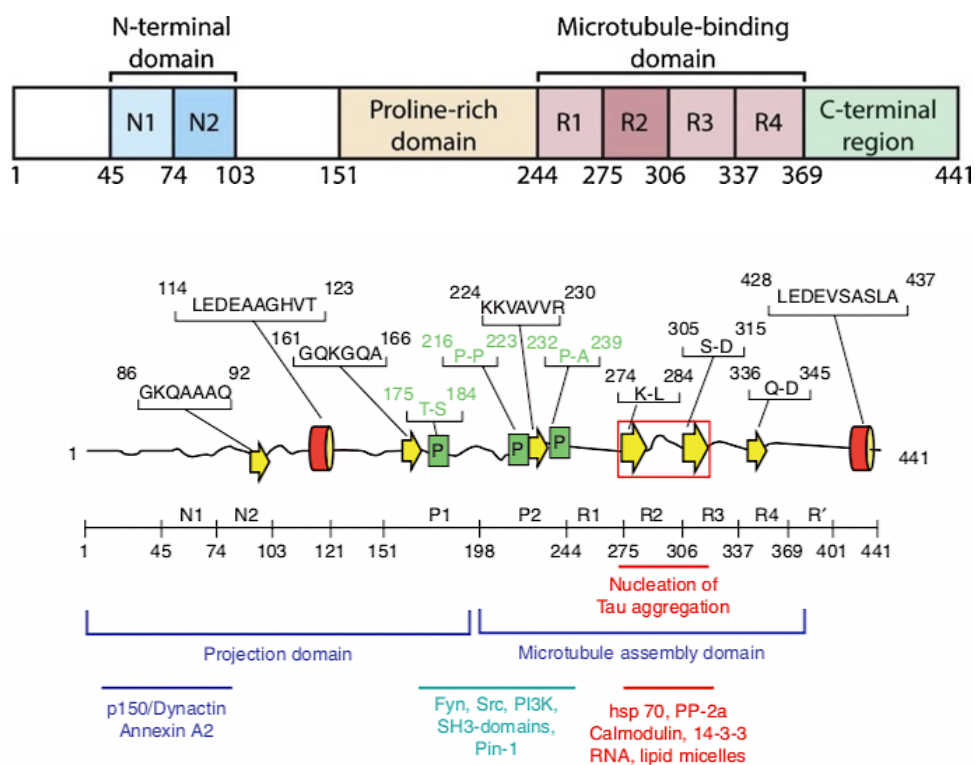 N-terminal domain
Microtubule-binding domain
N1 N2 Proline-rich domain R1 R2 R3 R4 C-terminal region
1 45 74 103 151 244 275 306 337 369 441
114 LEDEAAGHVT 123
224 KKVAVVR 230
428 LEDEVSASLA 437
161 GQKGQA 166
216 P-P 223
232 P-A 239
305 S-D 315
86 GKQAAAQ 92
175 T-S 184
274 K-L 284
336 Q-D 345
1 P P P 441
N1 N2 P1 P2 R1 R2 R3 R4 R′
1 45 74 103 121 151 198 244 275 306 337 369 401 441
Nucleation of
Tau aggregation
Projection domain
Microtubule assembly domain
p150/Dynactin
Annexin A2
Fyn, Src, PI3K,
SH3-domains,
Pin-1
hsp 70, PP-2a
Calmodulin, 14-3-3
RNA, lipid micelles